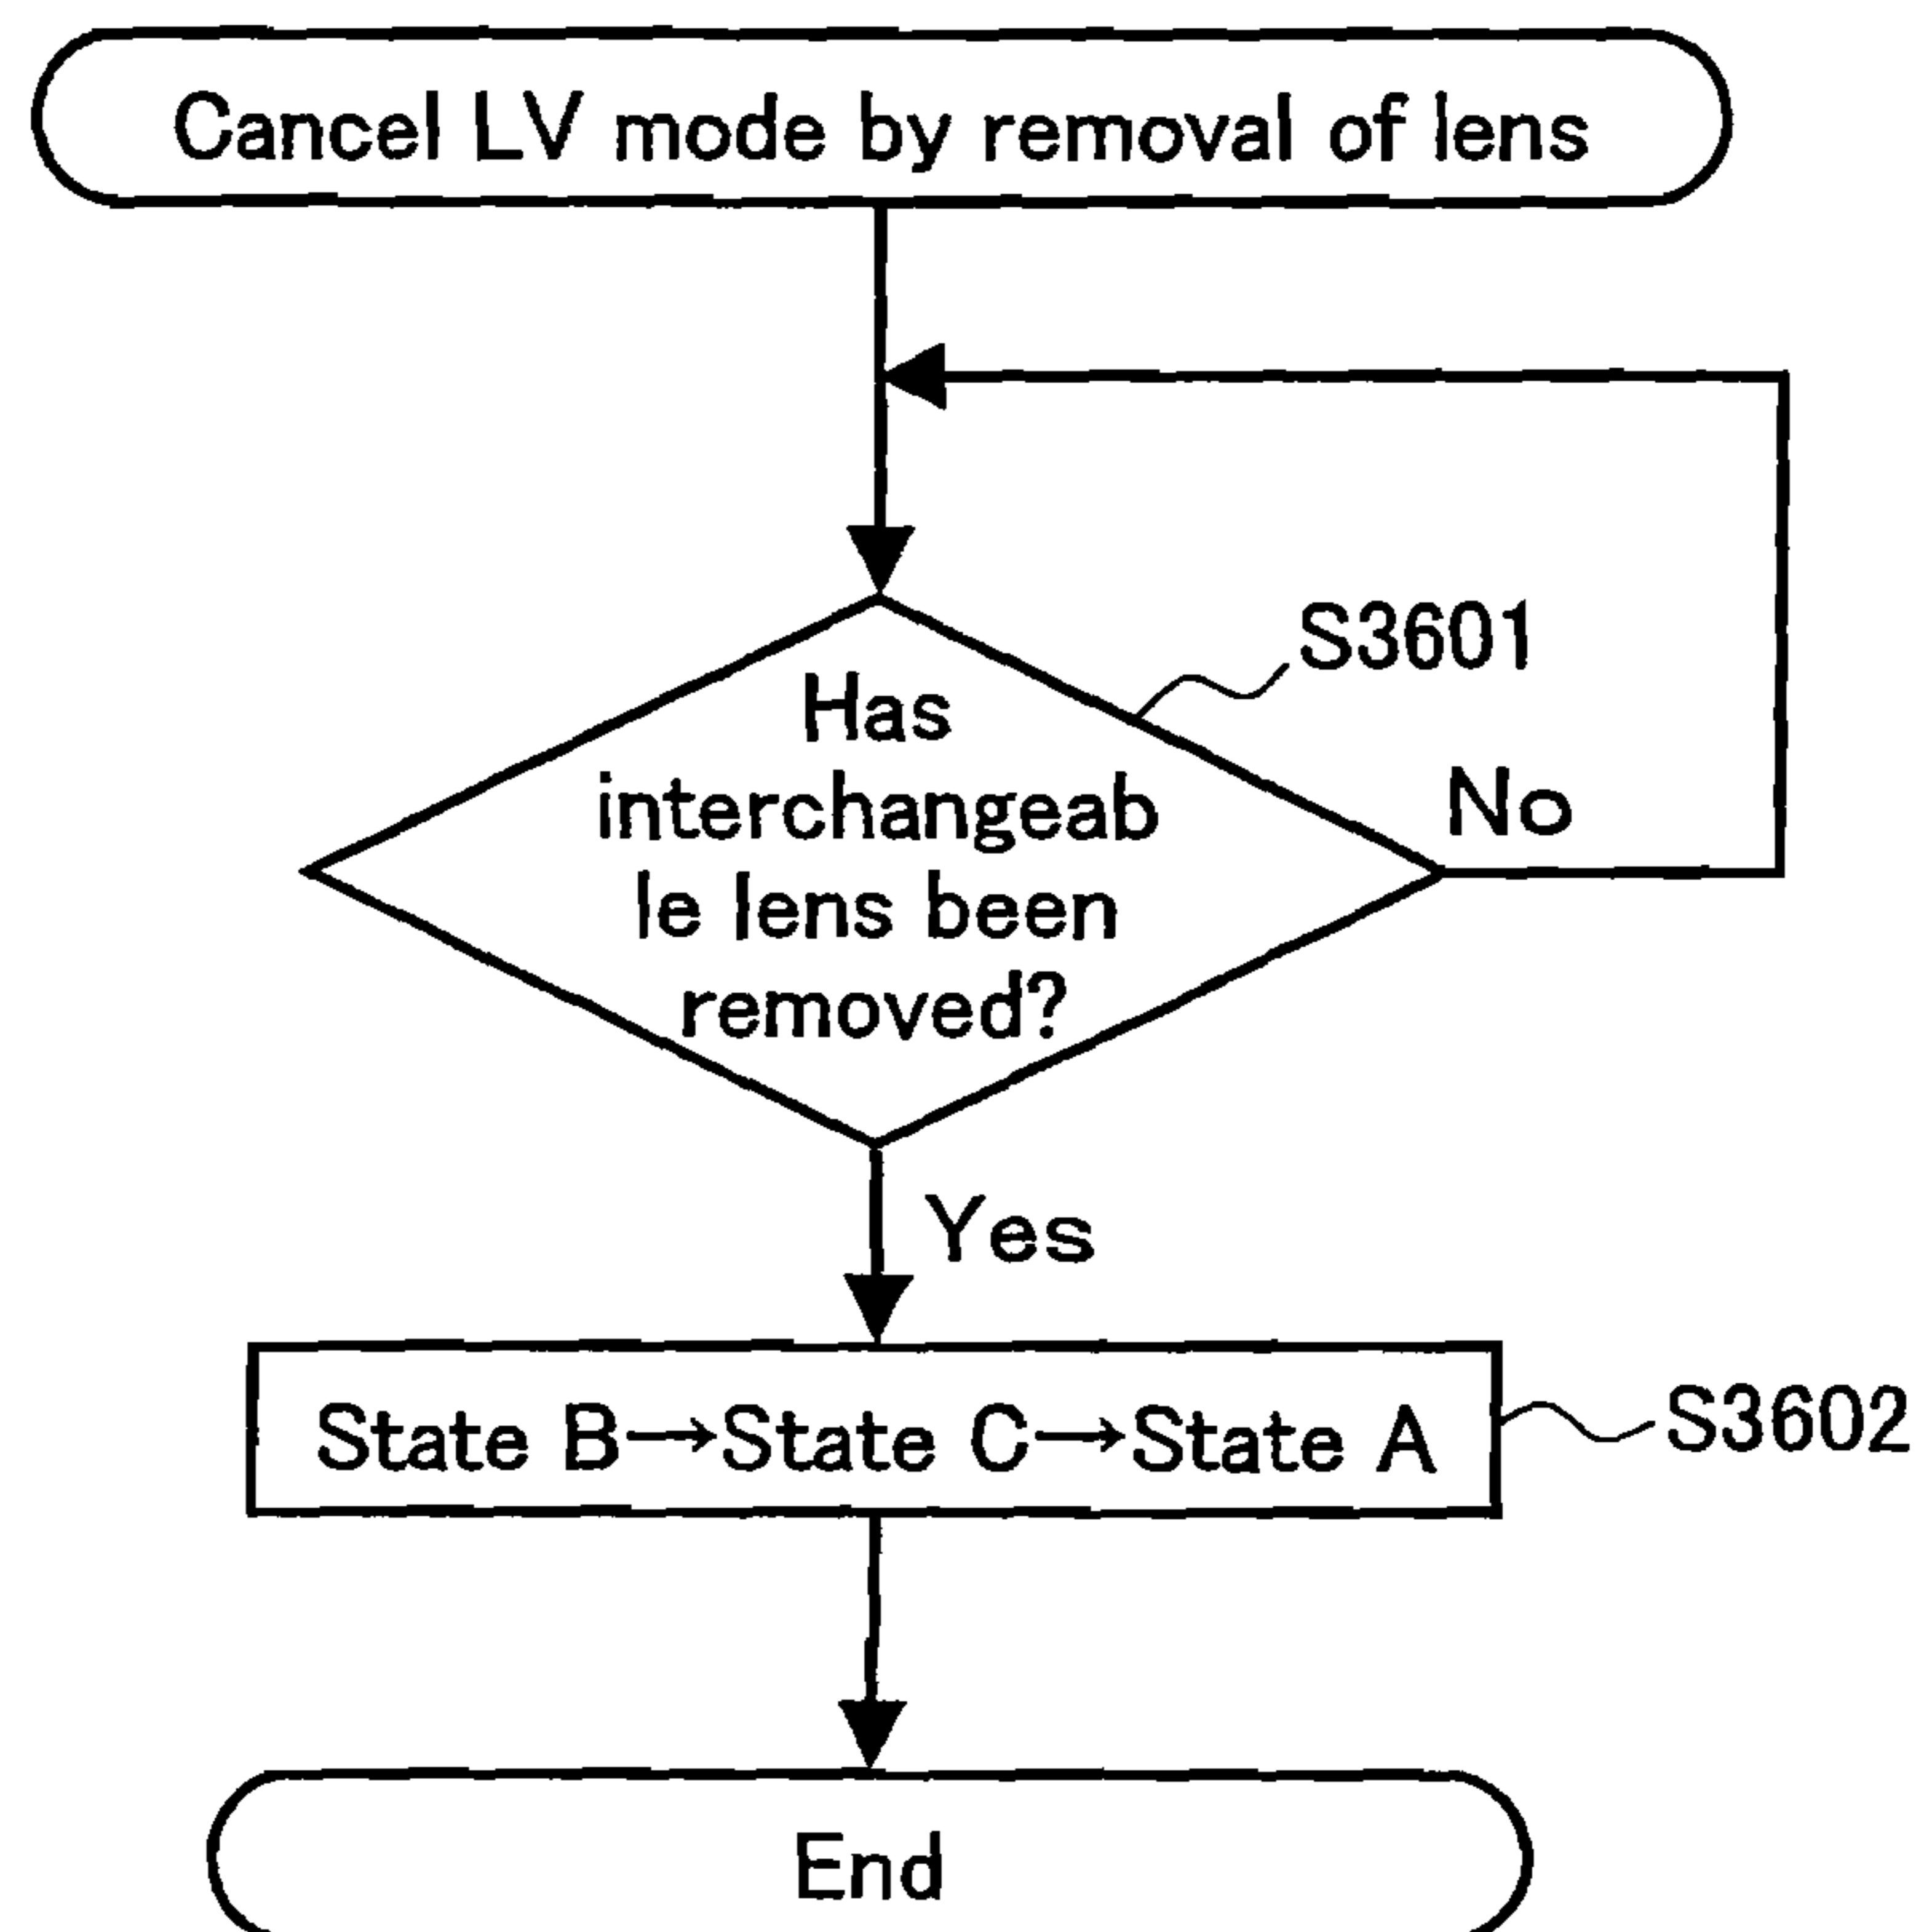 Cancel LV mode by removal of lens
S3601
Has
interchangeab
le lens been
removed?
No
Yes
State B→State C→State A
S3602
End